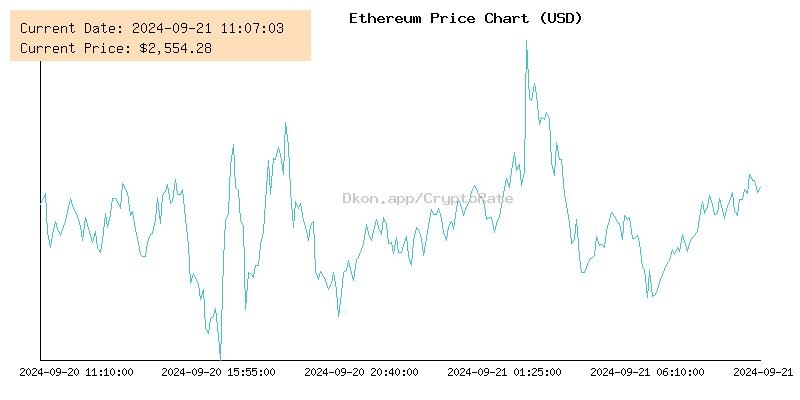 Ethereum Price Chart (USD)
Current Date: 2024-09-21 11:07:03
Current Price: $2,554.28
Dkon.app/CryptoRate
2024-09-20 11:10:00 2024-09-20 15:55:00 2024-09-20 20:40:00 2024-09-21 01:25:00 2024-09-21 06:10:00 2024-09-21